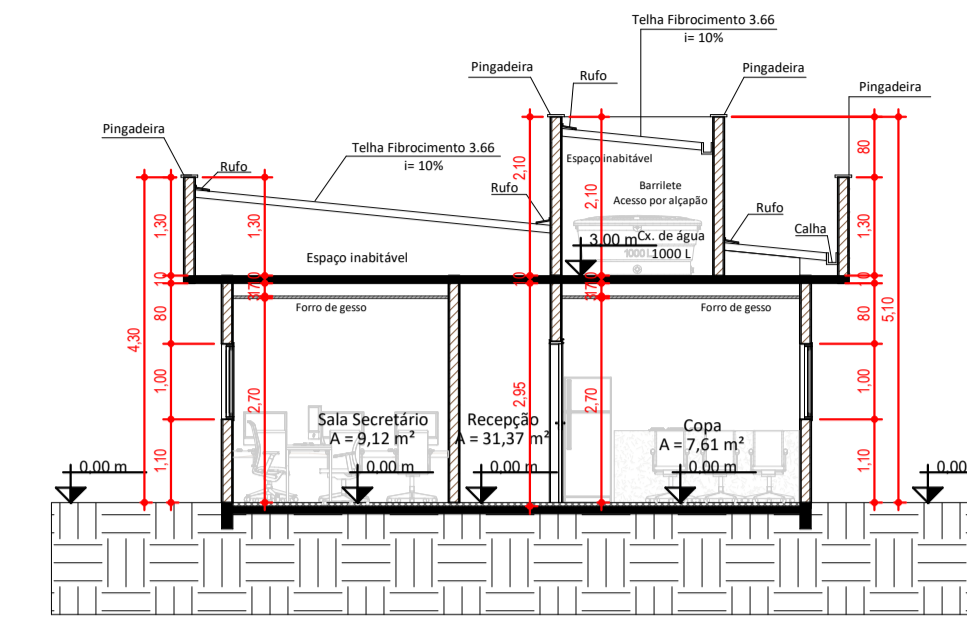 Telha Fibrocimento 3.66
i= 10%
Pingadeira
Rufo
Pingadeira
Pingadeira
Pingadeira
Telha Fibrocimento 3.66
i= 10%
Rufo
Rufo
Espaço inabitável
Barrilete
Acesso por alçapão
Rufo
Calha
3,00 m
Cx. de água
1000 L
1000 L
Espaço inabitável
Forro de gesso
Forro de gesso
Sala Secretário
A = 9,12 m²
Recepção
A = 31,37 m²
Copa
A = 7,61 m²
0,00 m
0,00 m
0,00 m
0,00 m
0,00
4,30
1,30
10
80
1,00
1,10
1,30
2,70
2,10
10
2,95
2,10
2,70
80
1,30
10
80
1,00
1,10
5,10